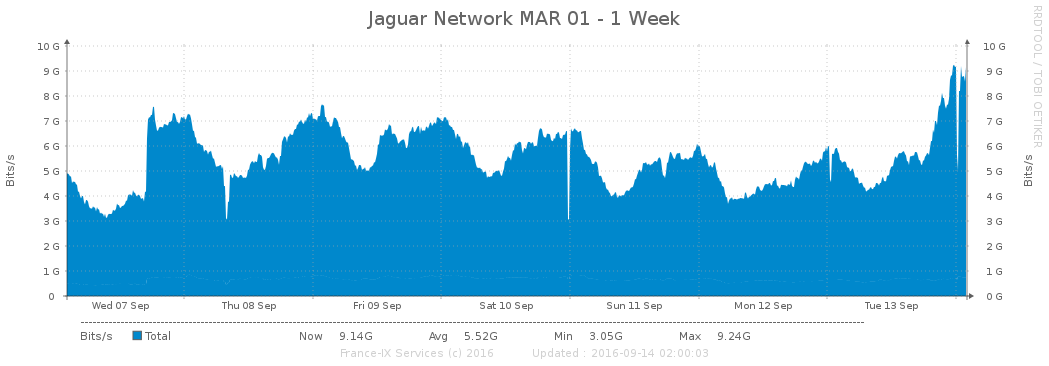 Jaguar Network MAR 01 - 1 Week
RRDTOOL / TOBI OETIKER
Bits/s
10 G 10 G
9 G 9 G
8 G 8 G
7 G 7 G
6 G 6 G
5 G 5 G
4 G 4 G
3 G 3 G
2 G 2 G
1 G 1 G
0 0 G
Bits/s
Wed 07 Sep Thu 08 Sep Fri 09 Sep Sat 10 Sep Sun 11 Sep Mon 12 Sep Tue 13 Sep
Bits/s Total Now 9.14G Avg 5.52G Min 3.05G Max 9.24G
France-IX Services (c) 2016 Updated : 2016-09-14 02:00:03